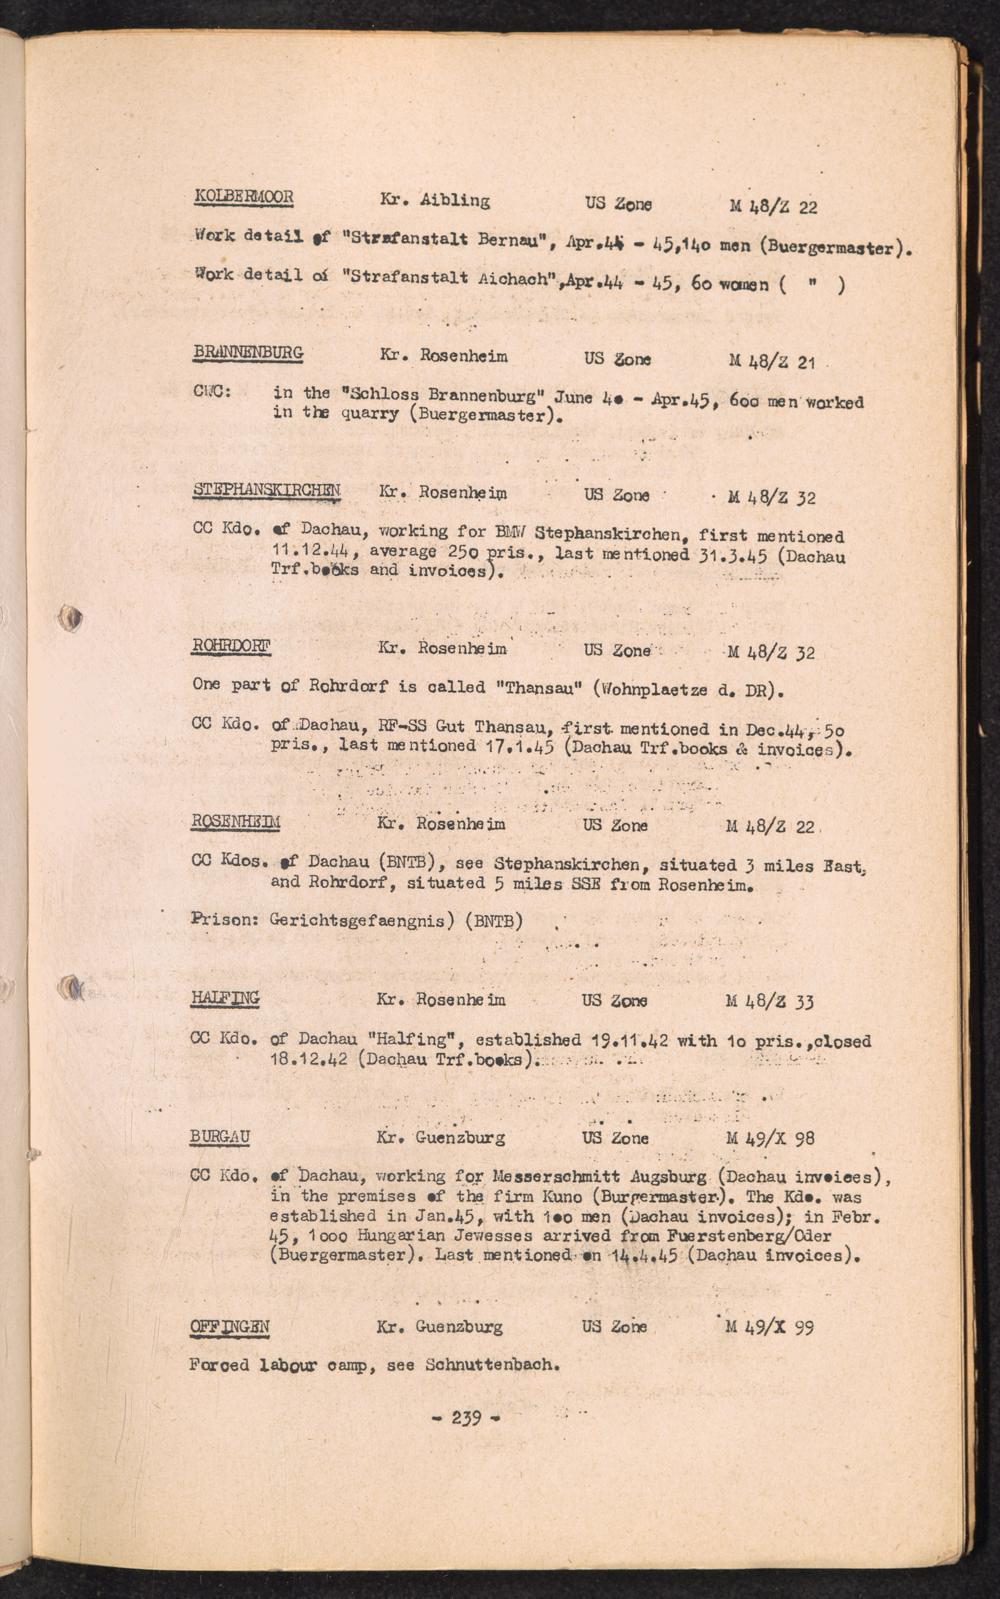 KOLBERMOOR Kr. Aibling US Zone M 48/Z 22
Work detail of "Strafanstalt Bernau", Apr.44 - 45,14o men (Buergermaster).
Work detail of "Strafanstalt Aichach",Apr.44 - 45, 6o women ( " )
BRANNENBURG Kr. Rosenheim US Zone M 48/Z 21
CWC: in the "Schloss Brannenburg" June 4o - Apr.45, 6oo men worked
in the quarry (Buergermaster).
STEPHANSKIRCHEN Kr. Rosenheim US Zone M 48/Z 32
CC Kdo. of Dachau, working for BMW Stephanskirchen, first mentioned
11.12.44, average 25o pris., last mentioned 31.3.45 (Dachau
Trf.books and invoices).
ROHRDORF Kr. Rosenheim US Zone M 48/Z 32
One part of Rohrdorf is called "Thansau" (Wohnplaetze d. DR).
CC Kdo. of Dachau, RF-SS Gut Thansau, first mentioned in Dec.44, 5o
pris., last mentioned 17.1.45 (Dachau Trf.books & invoices).
ROSENHEIM Kr. Rosenheim US Zone M 48/Z 22
CC Kdos. of Dachau (BNTB), see Stephanskirchen, situated 3 miles East,
and Rohrdorf, situated 5 miles SSE from Rosenheim.
Prison: Gerichtsgefaengnis) (BNTB)
HALFING Kr. Rosenheim US Zone M 48/Z 33
CC Kdo. of Dachau "Halfing", established 19.11.42 with 1o pris.,closed
18.12.42 (Dachau Trf.books).
BURGAU Kr. Guenzburg US Zone M 49/X 98
CC Kdo. of Dachau, working for Messerschmitt Augsburg (Dachau invoices),
in the premises of the firm Kuno (Burgermaster). The Kdo. was
established in Jan.45, with 1oo men (Dachau invoices); in Febr.
45, 1ooo Hungarian Jewesses arrived from Fuerstenberg/Oder
(Buergermaster). Last mentioned on 14.4.45 (Dachau invoices).
OFFINGEN Kr. Guenzburg US Zone M 49/X 99
Forced labour camp, see Schnuttenbach.
- 239 -